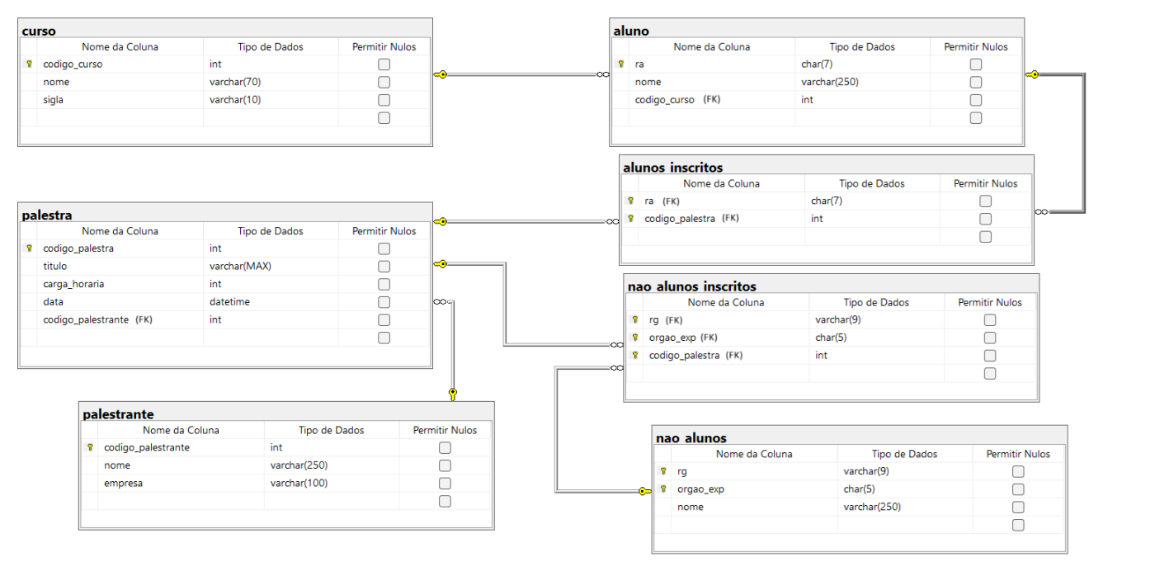 curso
Nome da Coluna Tipo de Dados Permitir Nulos
codigo_curso int
nome varchar(70)
sigla varchar(10)
aluno
Nome da Coluna Tipo de Dados Permitir Nulos
ra char(7)
nome varchar(250)
codigo_curso (FK) int
alunos inscritos
Nome da Coluna Tipo de Dados Permitir Nulos
ra (FK) char(7)
codigo_palestra (FK) int
palestra
Nome da Coluna Tipo de Dados Permitir Nulos
codigo_palestra int
titulo varchar(MAX)
carga_horaria int
data datetime
codigo_palestrante (FK) int
nao alunos inscritos
Nome da Coluna Tipo de Dados Permitir Nulos
rg (FK) varchar(9)
orgao_exp (FK) char(5)
codigo_palestra (FK) int
palestrante
Nome da Coluna Tipo de Dados Permitir Nulos
codigo_palestrante int
nome varchar(250)
empresa varchar(100)
nao alunos
Nome da Coluna Tipo de Dados Permitir Nulos
rg varchar(9)
orgao_exp char(5)
nome varchar(250)